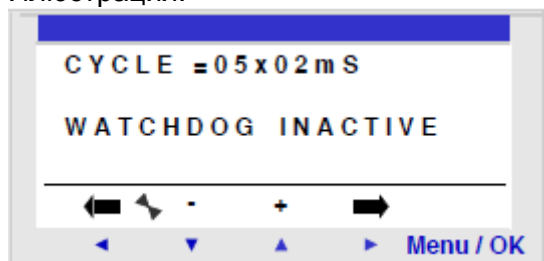 CYCLE =05x02mS
WATCHDOG INACTIVE
- +
Menu / OK